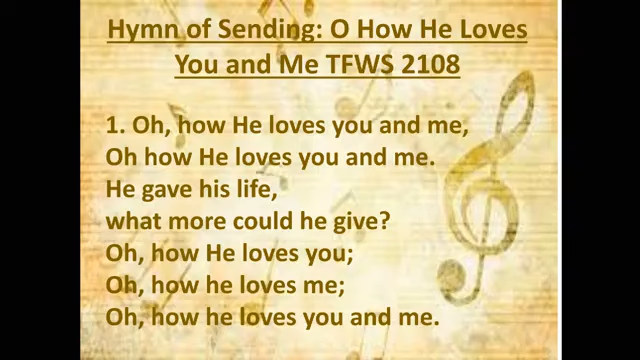 Hymn of Sending: O How He Loves
You and Me TFWS 2108
1. Oh, how He loves you and me,
Oh how He loves you and me.
He gave his life,
what more could he give?
Oh, how He loves you;
Oh, how he loves me;
Oh, how he loves you and me.